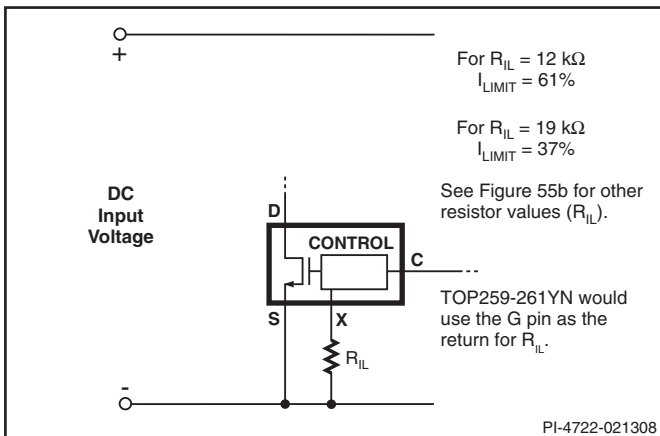 +
For R_IL = 12 kΩ
I_LIMIT = 61%
For R_IL = 19 kΩ
I_LIMIT = 37%
See Figure 55b for other
resistor values (R_IL).
DC
Input
Voltage
D
CONTROL
C
S
X
TOP259-261YN would
use the G pin as the
return for R_IL.
R_IL
-
PI-4722-021308